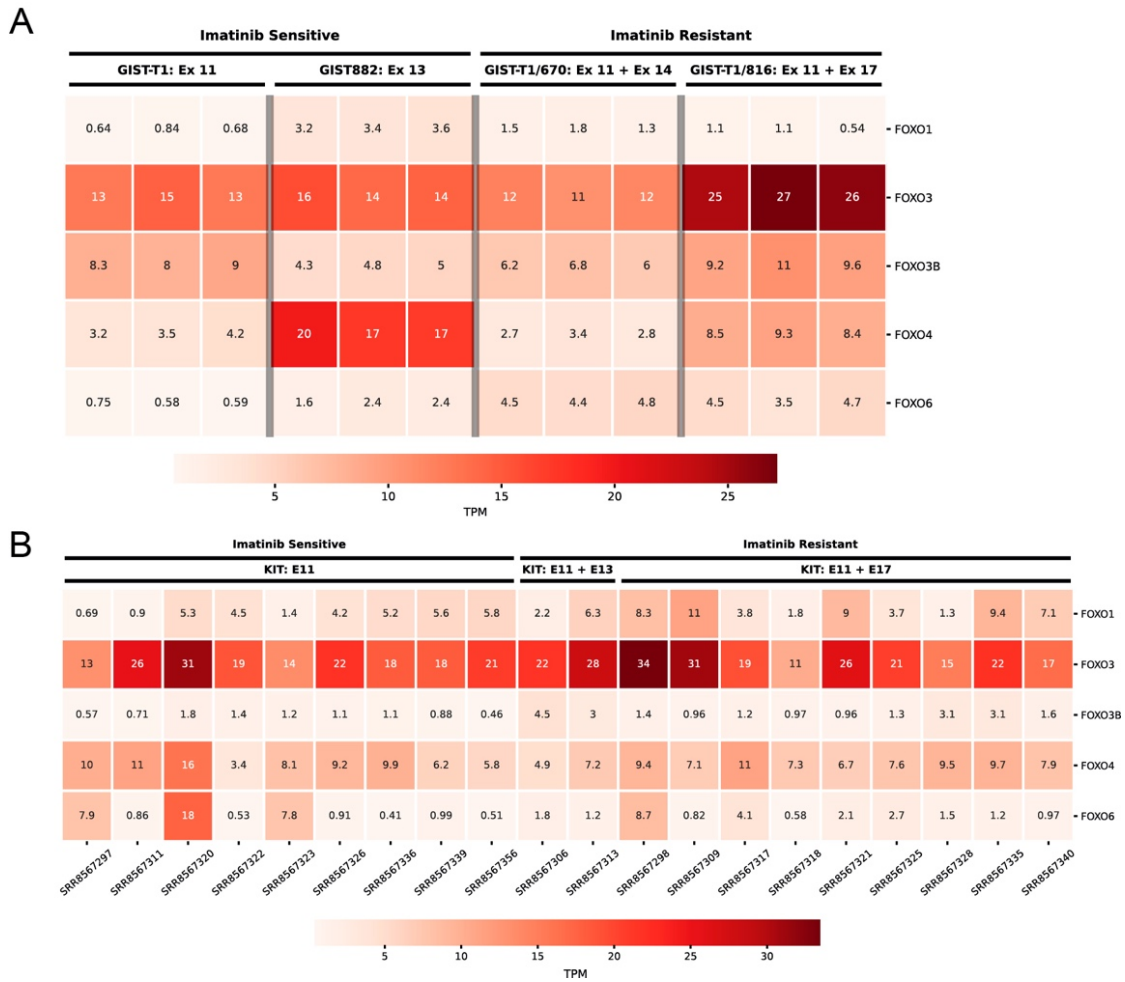 A
Imatinib Sensitive Imatinib Resistant
GIST-T1: Ex 11 GIST882: Ex 13 GIST-T1/670: Ex 11 + Ex 14 GIST-T1/816: Ex 11 + Ex 17
0.64 0.84 0.68 3.2 3.4 3.6 1.5 1.8 1.3 1.1 1.1 0.54 FOXO1
13 15 13 16 14 14 12 11 12 25 27 26 FOXO3
8.3 8 9 4.3 4.8 5 6.2 6.8 6 9.2 11 9.6 FOXO3B
3.2 3.5 4.2 20 17 17 2.7 3.4 2.8 8.5 9.3 8.4 FOXO4
0.75 0.58 0.59 1.6 2.4 2.4 4.5 4.4 4.8 4.5 3.5 4.7 FOXO6
5 10 15 20 25
TPM
B
Imatinib Sensitive Imatinib Resistant
KIT: E11 KIT: E11 + E13 KIT: E11 + E17
0.69 0.9 5.3 4.5 1.4 4.2 5.2 5.6 5.8 2.2 6.3 8.3 11 3.8 1.8 9 3.7 1.3 9.4 7.1 FOXO1
13 26 31 19 14 22 18 18 21 22 28 34 31 19 11 26 21 15 22 17 FOXO3
0.57 0.71 1.8 1.4 1.2 1.1 1.1 0.88 0.46 4.5 3 1.4 0.96 1.2 0.97 0.96 1.3 3.1 3.1 1.6 FOXO3B
10 11 16 3.4 8.1 9.2 9.9 6.2 5.8 4.9 7.2 9.4 7.1 11 7.3 6.7 7.6 9.5 9.7 7.9 FOXO4
7.9 0.86 18 0.53 7.8 0.91 0.41 0.99 0.51 1.8 1.2 8.7 0.82 4.1 0.58 2.1 2.7 1.5 1.2 0.97 FOXO6
SRR8567297 SRR8567311 SRR8567320 SRR8567322 SRR8567323 SRR8567326 SRR8567336 SRR8567339 SRR8567356 SRR8567306 SRR8567313 SRR8567298 SRR8567309 SRR8567317 SRR8567318 SRR8567321 SRR8567325 SRR8567328 SRR8567335 SRR8567340
5 10 15 20 25 30
TPM